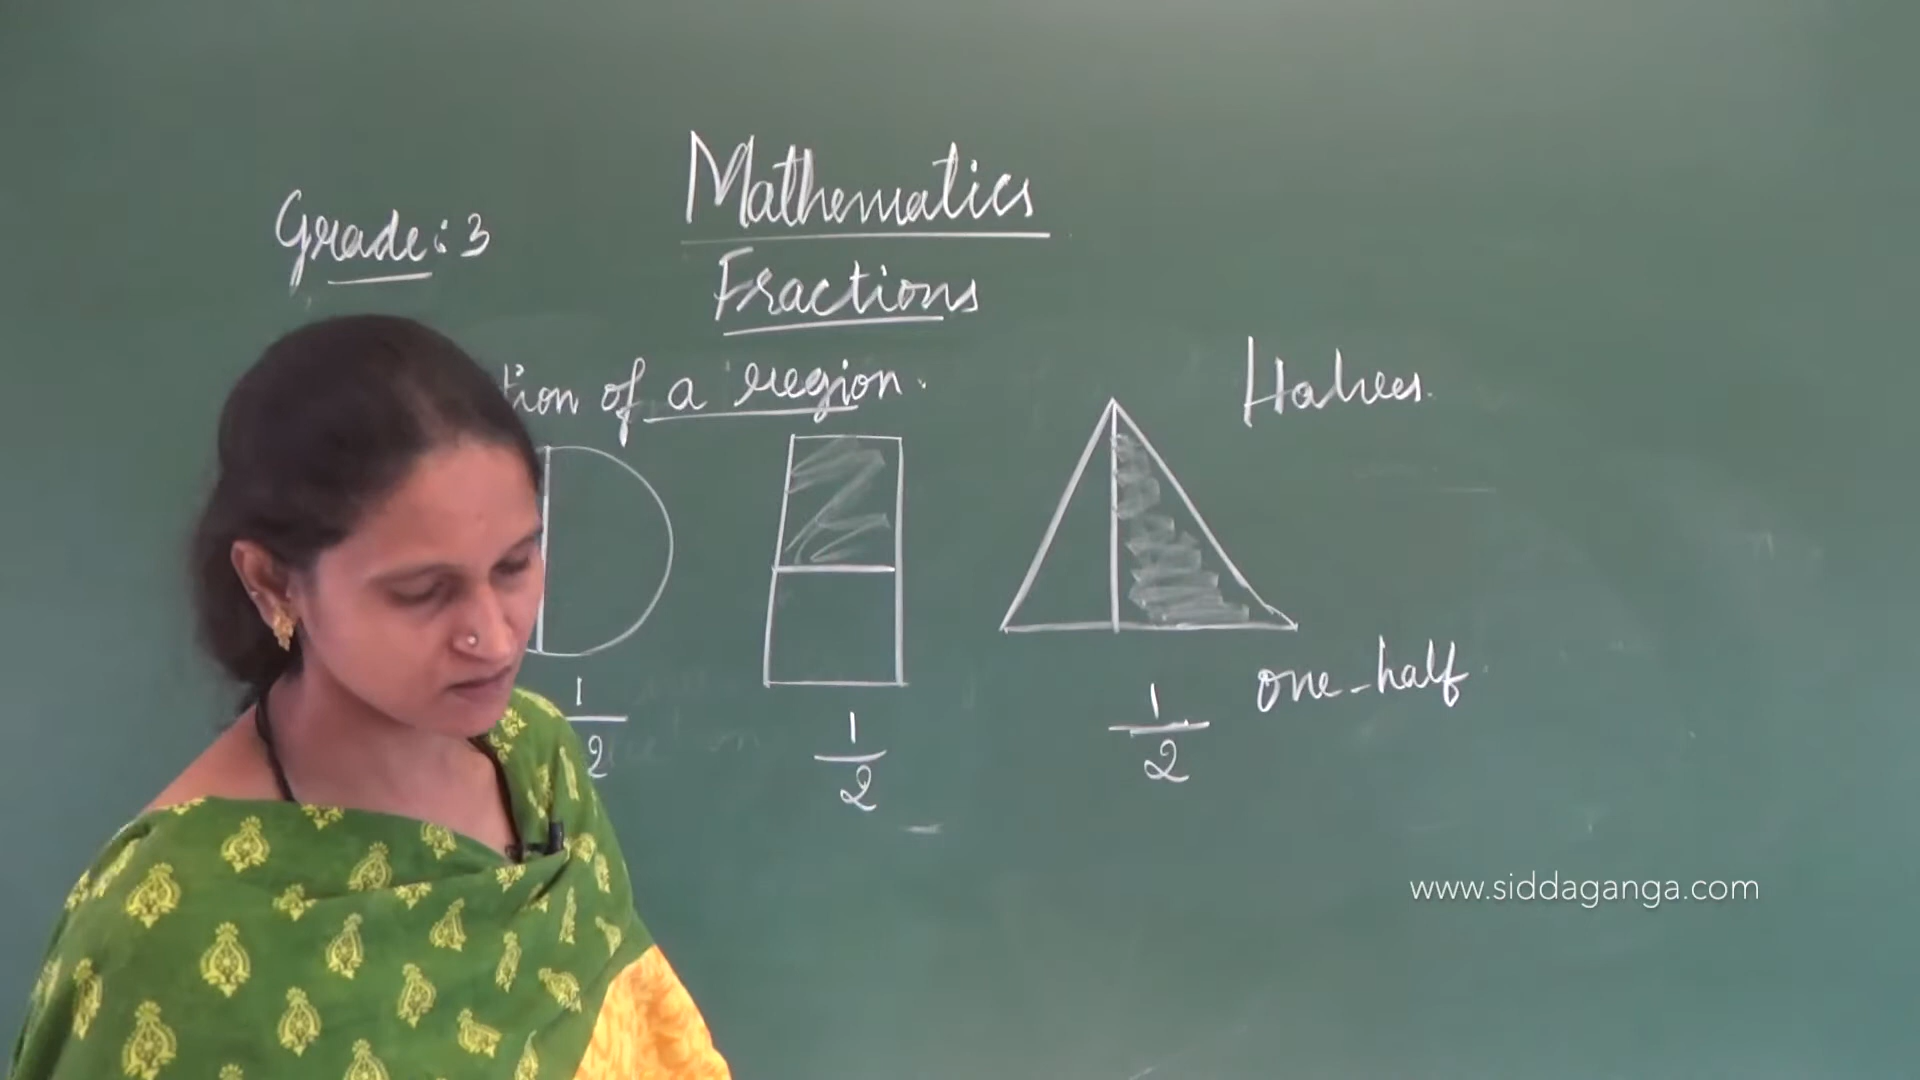 Mathematics
Grade: 3
Fractions
tion of a region.
Halves.
1/2
1/2
1/2
one-half
www.siddaganga.com